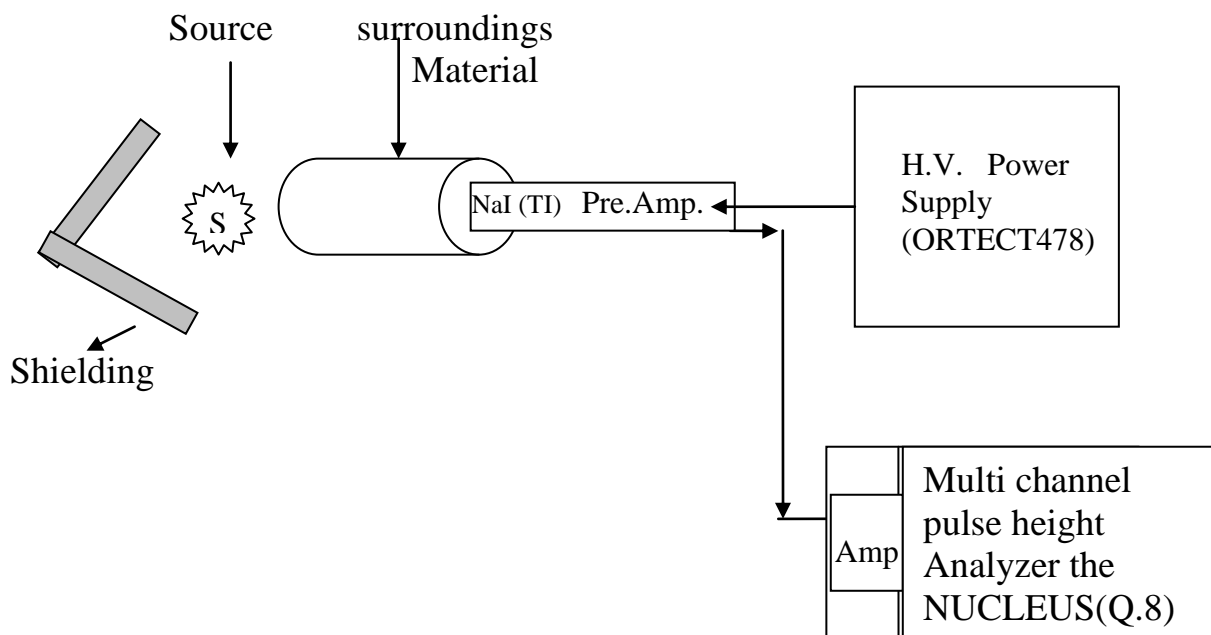 Source
surroundings
Material
S
NaI (TI) Pre.Amp.
H.V. Power
Supply
(ORTECT478)
Shielding
Amp
Multi channel
pulse height
Analyzer the
NUCLEUS(Q.8)